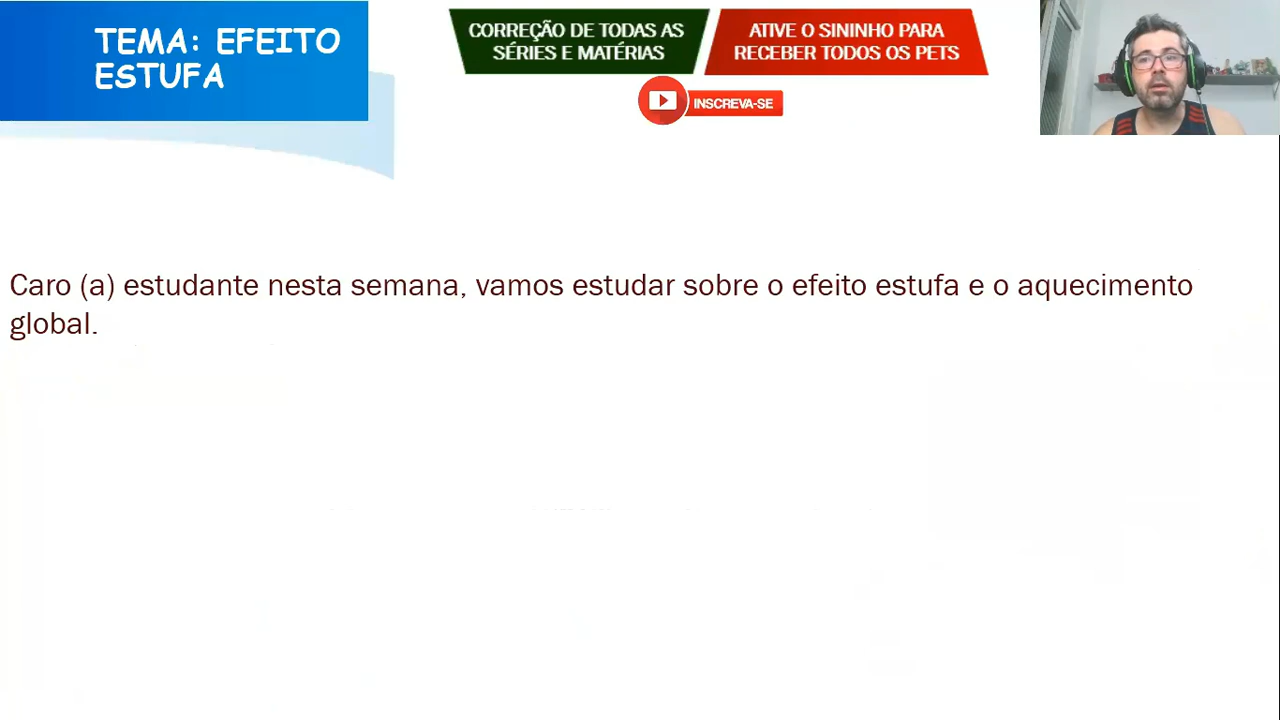 TEMA: EFEITO
ESTUFA
CORREÇÃO DE TODAS AS
SÉRIES E MATÉRIAS
ATIVE O SININHO PARA
RECEBER TODOS OS PETS
INSCREVA-SE
Caro (a) estudante nesta semana, vamos estudar sobre o efeito estufa e o aquecimento
global.